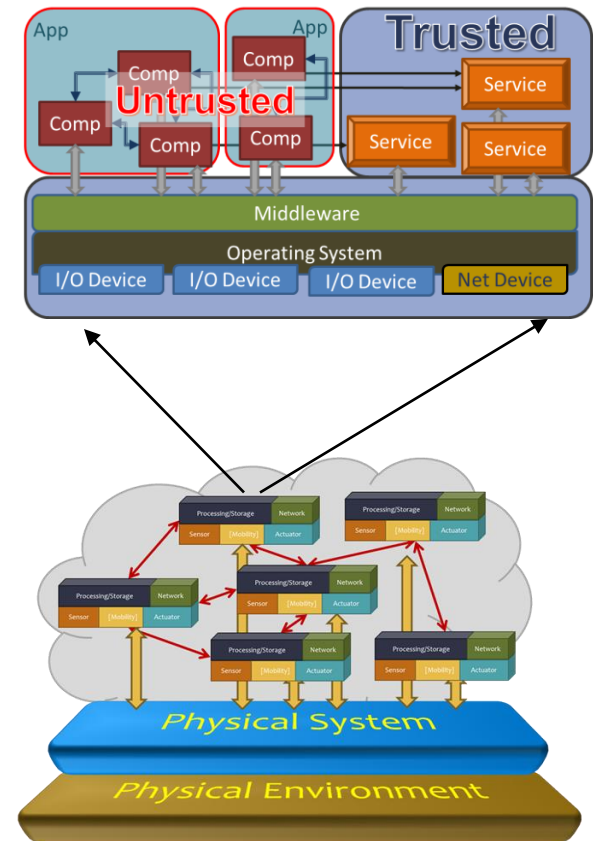 App
App
Trusted
Comp
Comp
Untrusted
Service
Comp
Comp
Comp
Service
Service
Middleware
Operating System
I/O Device
I/O Device
I/O Device
Net Device
Processing/Storage
Network
Sensor
[Mobility]
Actuator
Processing/Storage
Network
Sensor
[Mobility]
Actuator
Processing/Storage
Network
Sensor
[Mobility]
Actuator
Processing/Storage
Network
Sensor
[Mobility]
Actuator
Processing/Storage
Network
Sensor
[Mobility]
Actuator
Processing/Storage
Network
Sensor
[Mobility]
Actuator
Physical System
Physical Environment